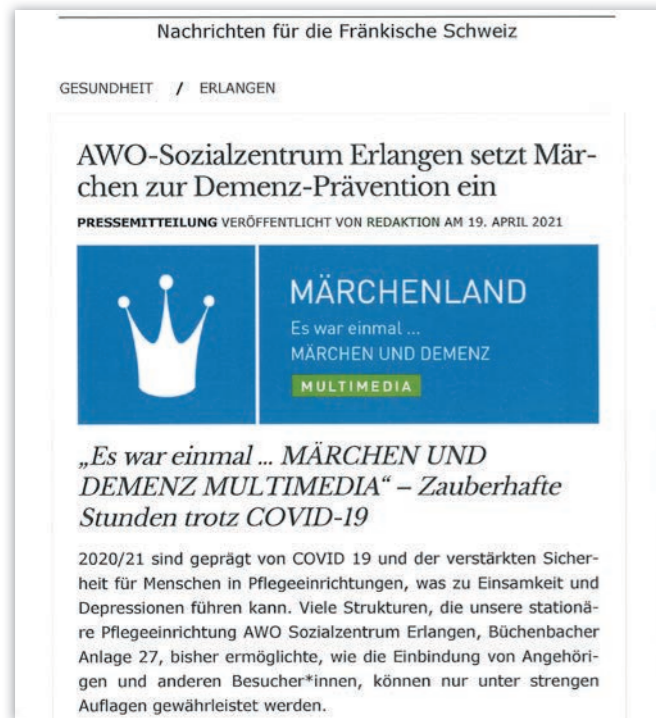 Nachrichten für die Fränkische Schweiz
GESUNDHEIT / ERLANGEN
AWO-Sozialzentrum Erlangen setzt Mär-
chen zur Demenz-Prävention ein
PRESSEMITTEILUNG VERÖFFENTLICHT VON REDAKTION AM 19. APRIL 2021
MÄRCHENLAND
Es war einmal ...
MÄRCHEN UND DEMENZ
MULTIMEDIA
„Es war einmal ... MÄRCHEN UND
DEMENZ MULTIMEDIA“ – Zauberhafte
Stunden trotz COVID-19
2020/21 sind geprägt von COVID 19 und der verstärkten Sicher-
heit für Menschen in Pflegeeinrichtungen, was zu Einsamkeit und
Depressionen führen kann. Viele Strukturen, die unsere stationä-
re Pflegeeinrichtung AWO Sozialzentrum Erlangen, Büchenbacher
Anlage 27, bisher ermöglichte, wie die Einbindung von Angehöri-
gen und anderen Besucher*innen, können nur unter strengen
Auflagen gewährleistet werden.